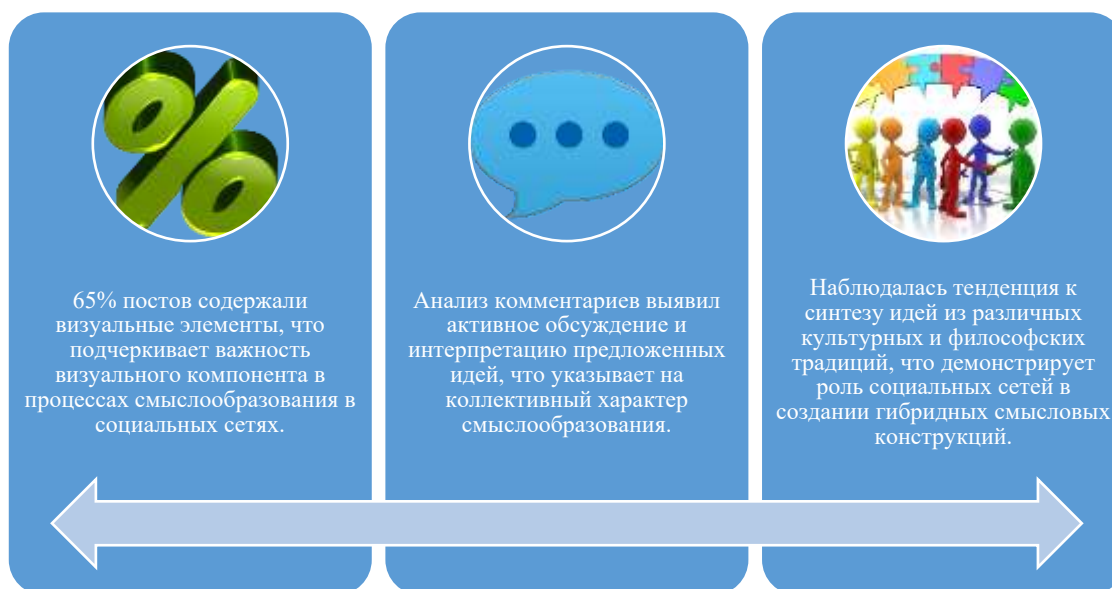 65% постов содержали
визуальные элементы, что
подчеркивает важность
визуального компонента в
процессах смыслообразования в
социальных сетях.
Анализ комментариев выявил
активное обсуждение и
интерпретацию предложенных
идей, что указывает на
коллективный характер
смыслообразования.
Наблюдалась тенденция к
синтезу идей из различных
культурных и философских
традиций, что демонстрирует
роль социальных сетей в
создании гибридных смысловых
конструкций.